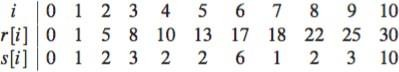 i 0 1 2 3 4 5 6 7 8 9 10
r[i] 0 1 5 8 10 13 17 18 22 25 30
s[i] 0 1 2 3 2 2 6 1 2 3 10